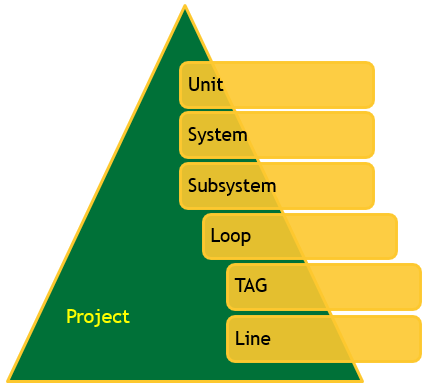 Unit
System
Subsystem
Loop
TAG
Project
Line